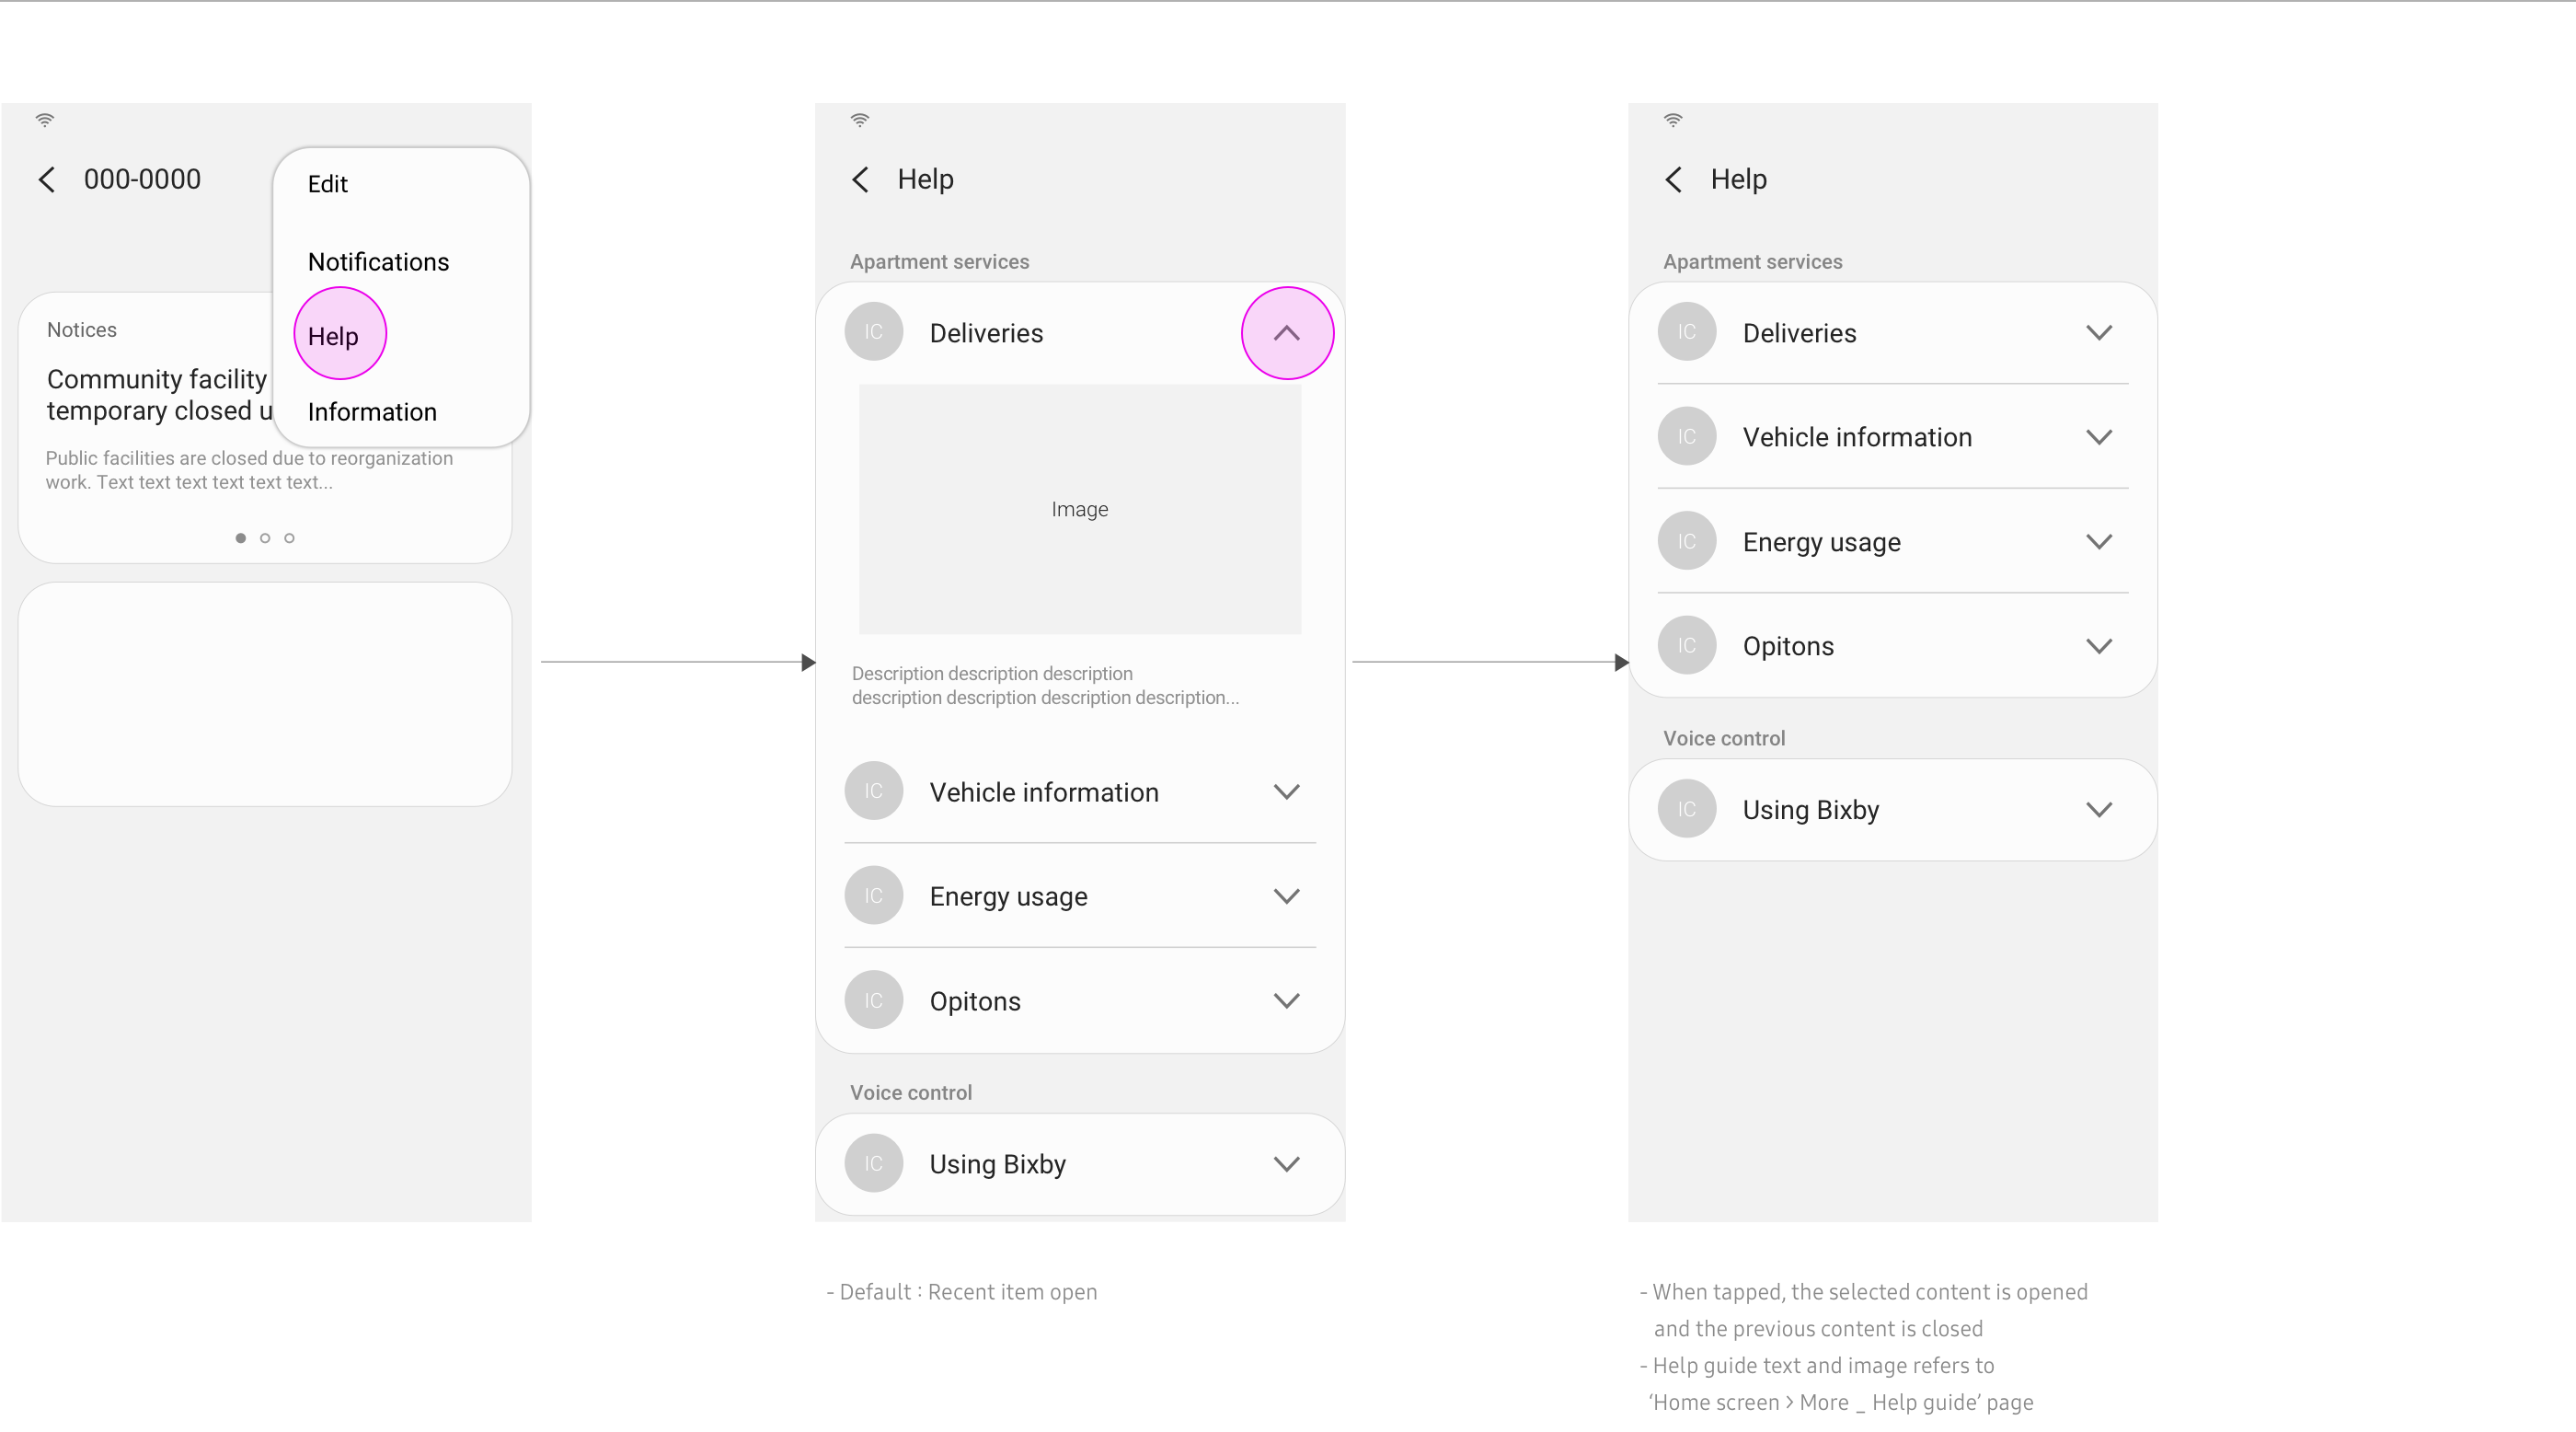 000-0000
Edit
Notifications
Help
Information
Notices
Community facility
temporary closed u
Public facilities are closed due to reorganization
work. Text text text text text text...
Help
Apartment services
IC Deliveries
Image
Description description description
description description description description...
IC Vehicle information
IC Energy usage
IC Opitons
Voice control
IC Using Bixby
- Default : Recent item open
Help
Apartment services
IC Deliveries
IC Vehicle information
IC Energy usage
IC Opitons
Voice control
IC Using Bixby
- When tapped, the selected content is opened
and the previous content is closed
- Help guide text and image refers to
‘Home screen > More _ Help guide’ page